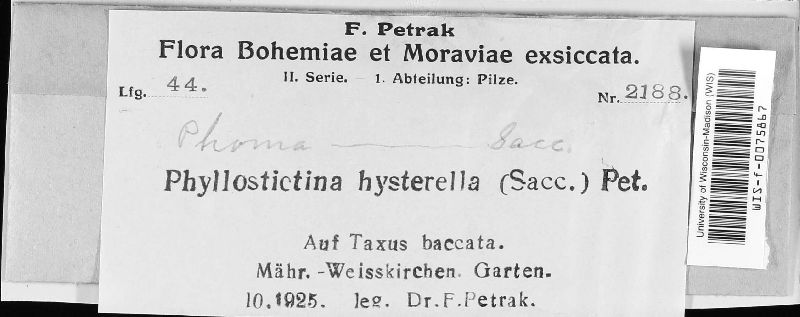 F. Petrak
Flora Bohemiae et Moraviae exsiccata.
II. Serie. – 1. Abteilung: Pilze.
Lfg. 44.
Nr. 2188.
Phoma ——— Sacc.
Phyllostictina hysterella (Sacc.) Pet.
Auf Taxus baccata.
Mähr.-Weisskirchen. Garten.
10.1925. leg. Dr.F.Petrak.
University of Wisconsin-Madison (WIS)
WIS-f-0075867